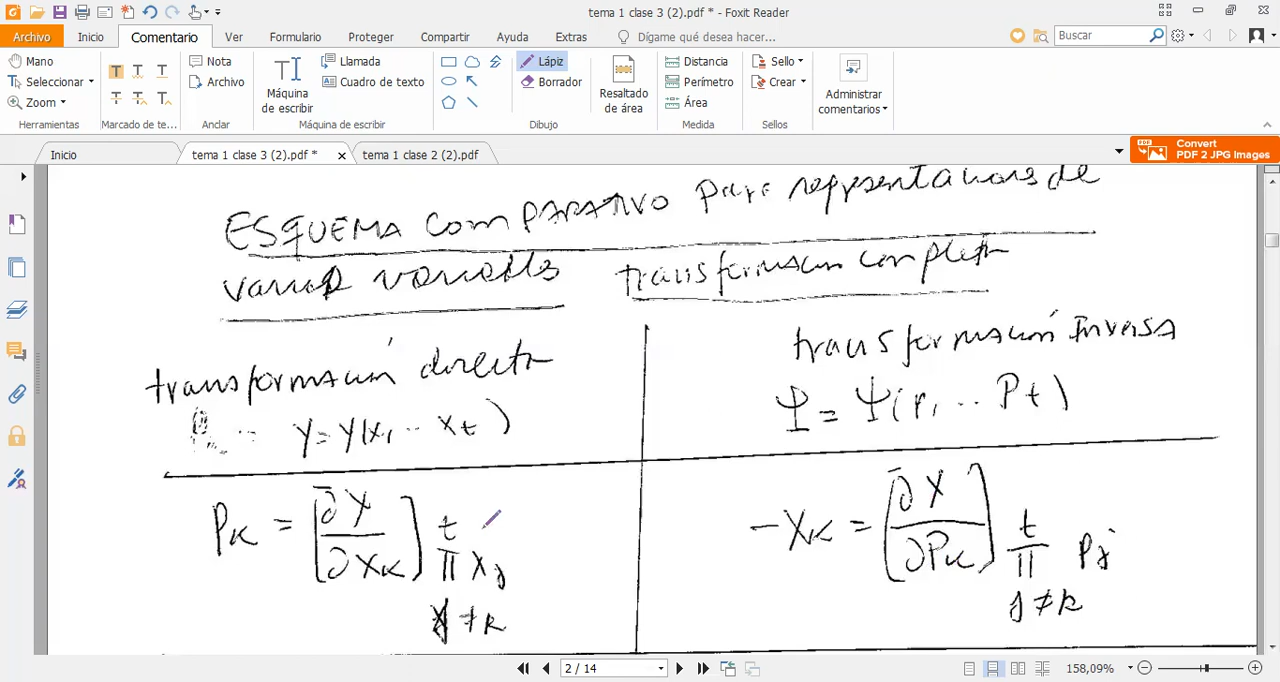 tema 1 clase 3 (2).pdf * - Foxit Reader
Archivo Inicio Comentario Ver Formulario Proteger Compartir Ayuda Extras Dígame qué desea hacer... Buscar
Mano
Seleccionar
Zoom
Herramientas
Marcado de te...
Nota
Archivo
Anclar
Máquina de escribir
Llamada
Cuadro de texto
Máquina de escribir
Lápiz
Borrador
Dibujo
Resaltado de área
Distancia
Perímetro
Área
Medida
Sello
Crear
Sellos
Administrar comentarios
Inicio tema 1 clase 3 (2).pdf * tema 1 clase 2 (2).pdf
Convert
PDF 2 JPG Images
ESQUEMA COMPARATIVO para representaciones de
varias variables transformación completa
transformación directa
transformación Inversa
Y = Y(X1 ... Xt)
Ψ = Ψ(P1 ... Pt)
PK = [∂Y/∂XK] t π Xj j ≠ k
-XK = [∂Y/∂PK] t π Pj j ≠ k
2 / 14
158,09%